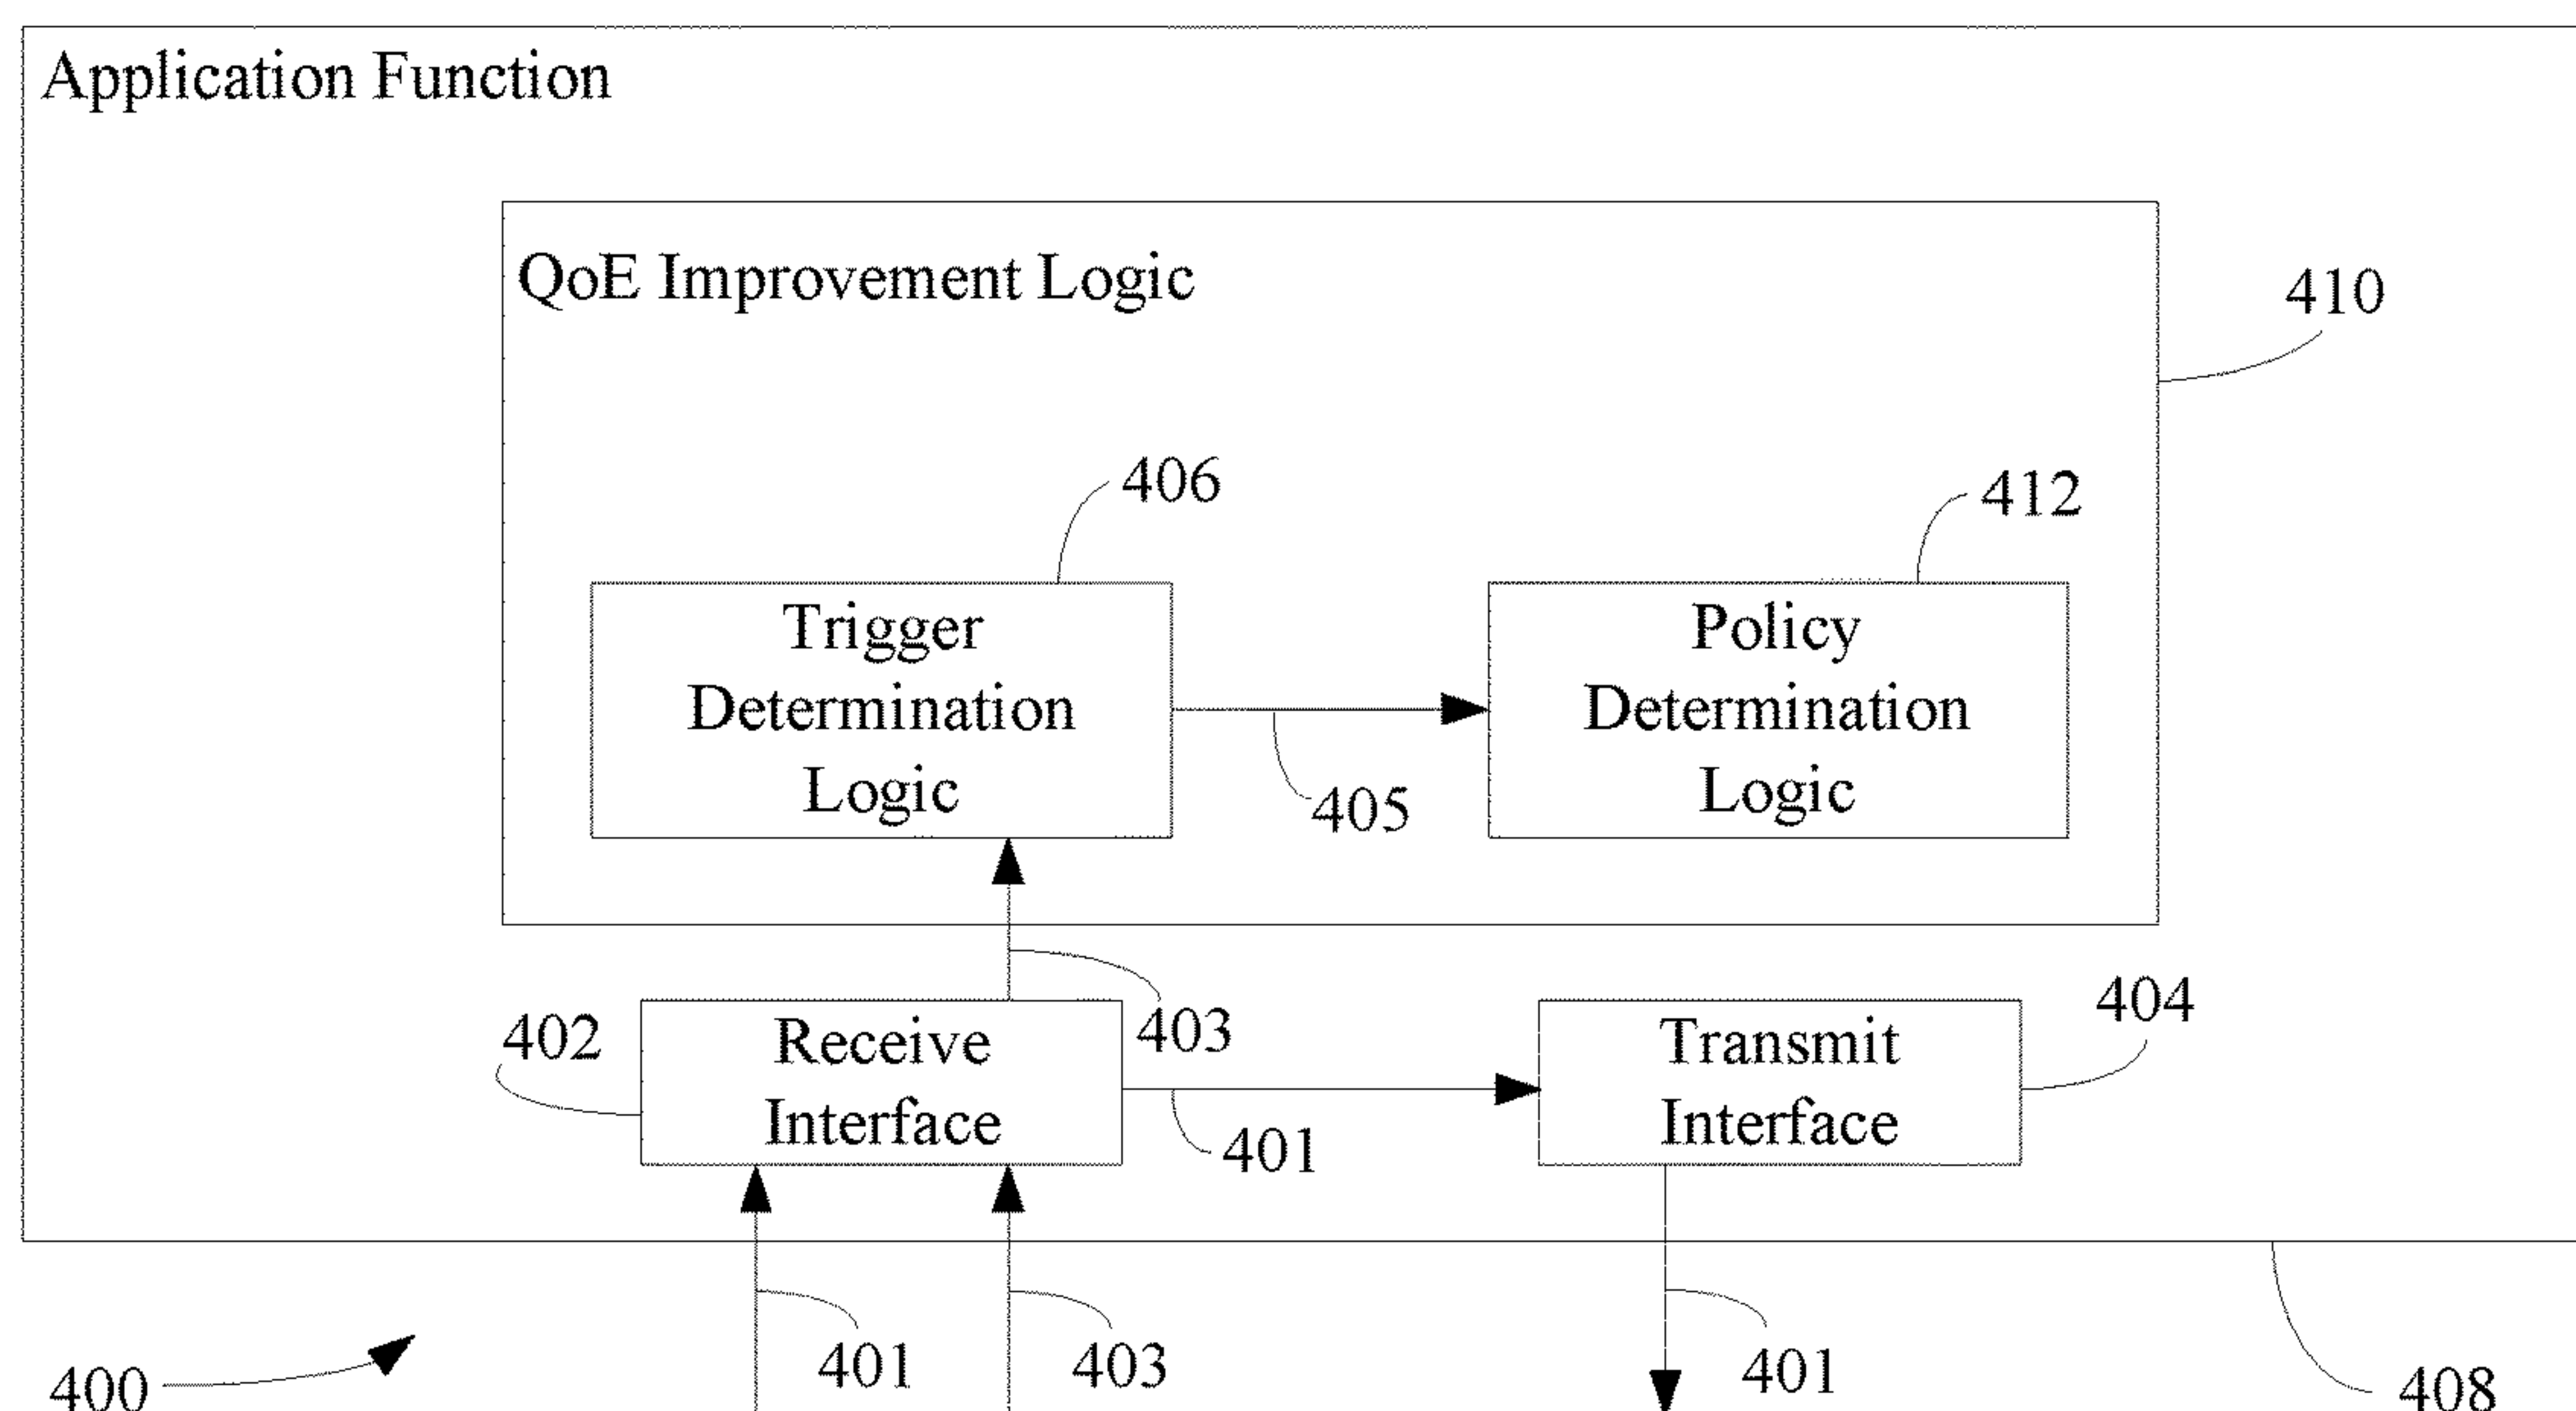 Application Function
QoE Improvement Logic
410
406
412
Trigger
Determination
Logic
Policy
Determination
Logic
405
402
Receive
Interface
403
401
Transmit
Interface
404
401
403
401
400
408